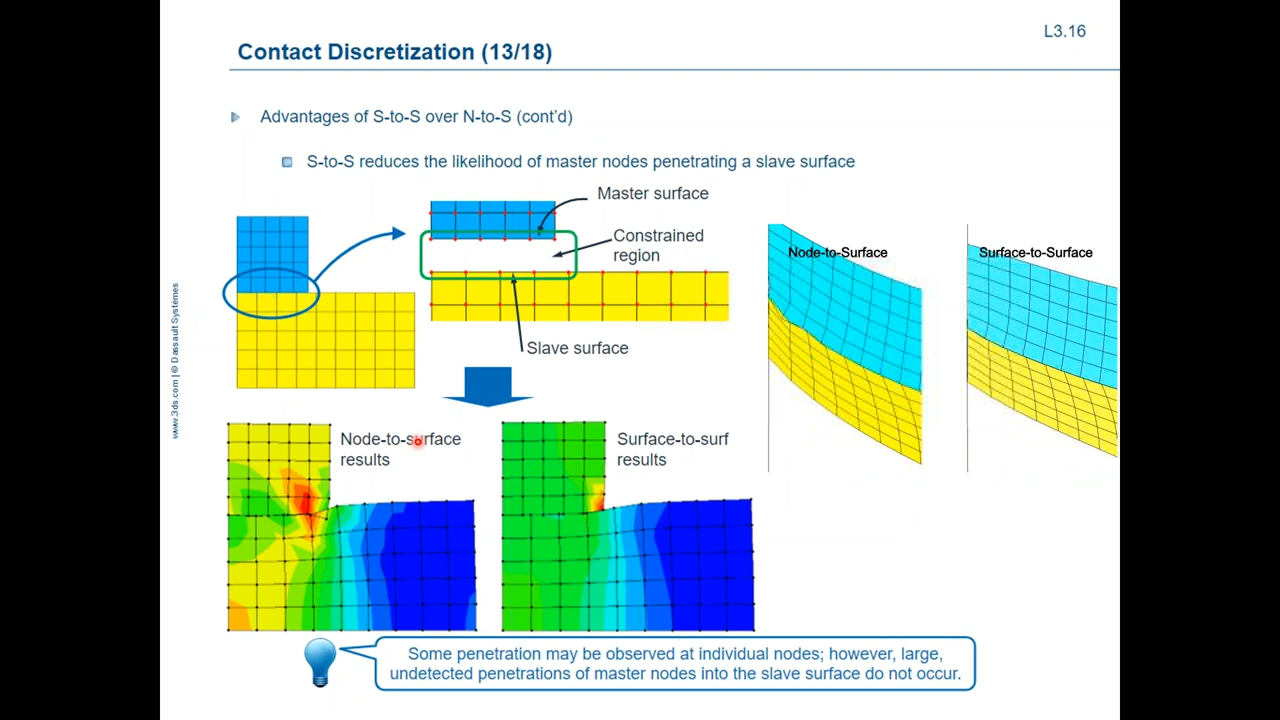 L3.16
Contact Discretization (13/18)
Advantages of S-to-S over N-to-S (cont'd)
S-to-S reduces the likelihood of master nodes penetrating a slave surface
Master surface
Constrained
region
Slave surface
Node-to-Surface
Surface-to-Surface
www.3ds.com | © Dassault Systèmes
Node-to-surface
results
Surface-to-surf
results
Some penetration may be observed at individual nodes; however, large,
undetected penetrations of master nodes into the slave surface do not occur.